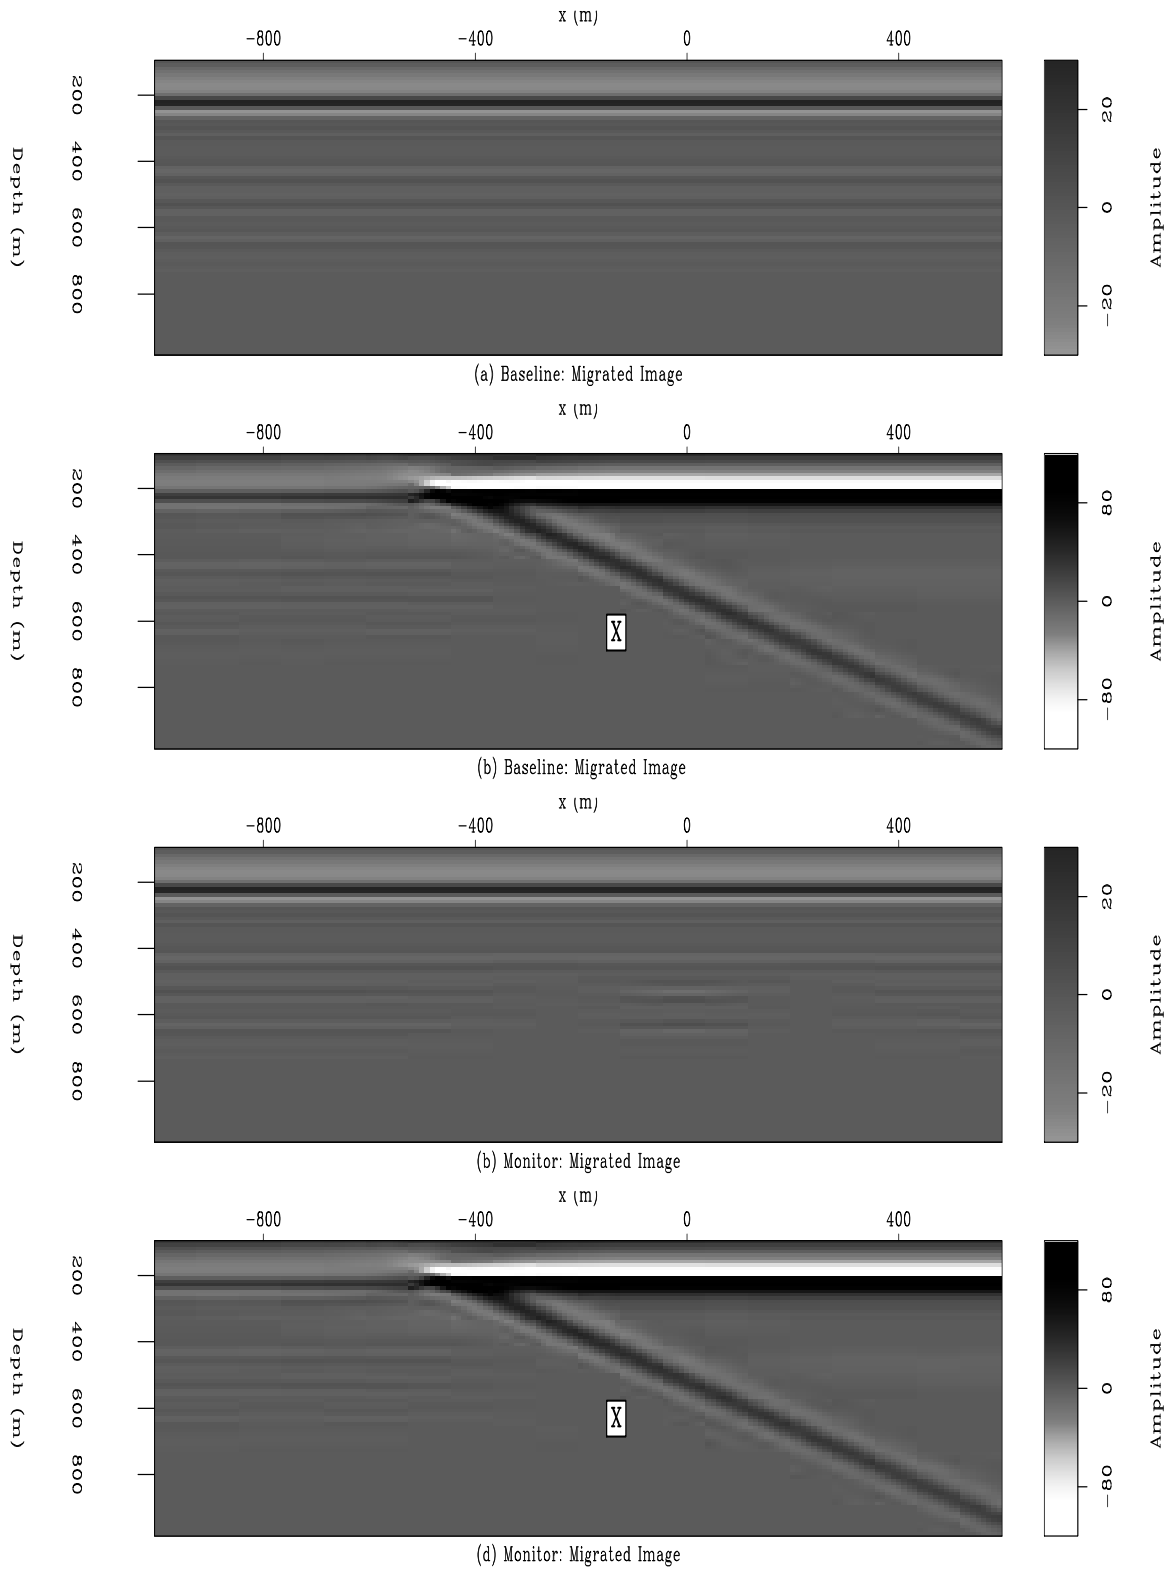 x (m)
-800 -400 0 400
200
400
600
800
Depth (m)
20
0
-20
Amplitude
(a) Baseline: Migrated Image
x (m)
-800 -400 0 400
200
400
600
800
Depth (m)
X
80
0
-80
Amplitude
(b) Baseline: Migrated Image
x (m)
-800 -400 0 400
200
400
600
800
Depth (m)
20
0
-20
Amplitude
(b) Monitor: Migrated Image
x (m)
-800 -400 0 400
200
400
600
800
Depth (m)
X
80
0
-80
Amplitude
(d) Monitor: Migrated Image